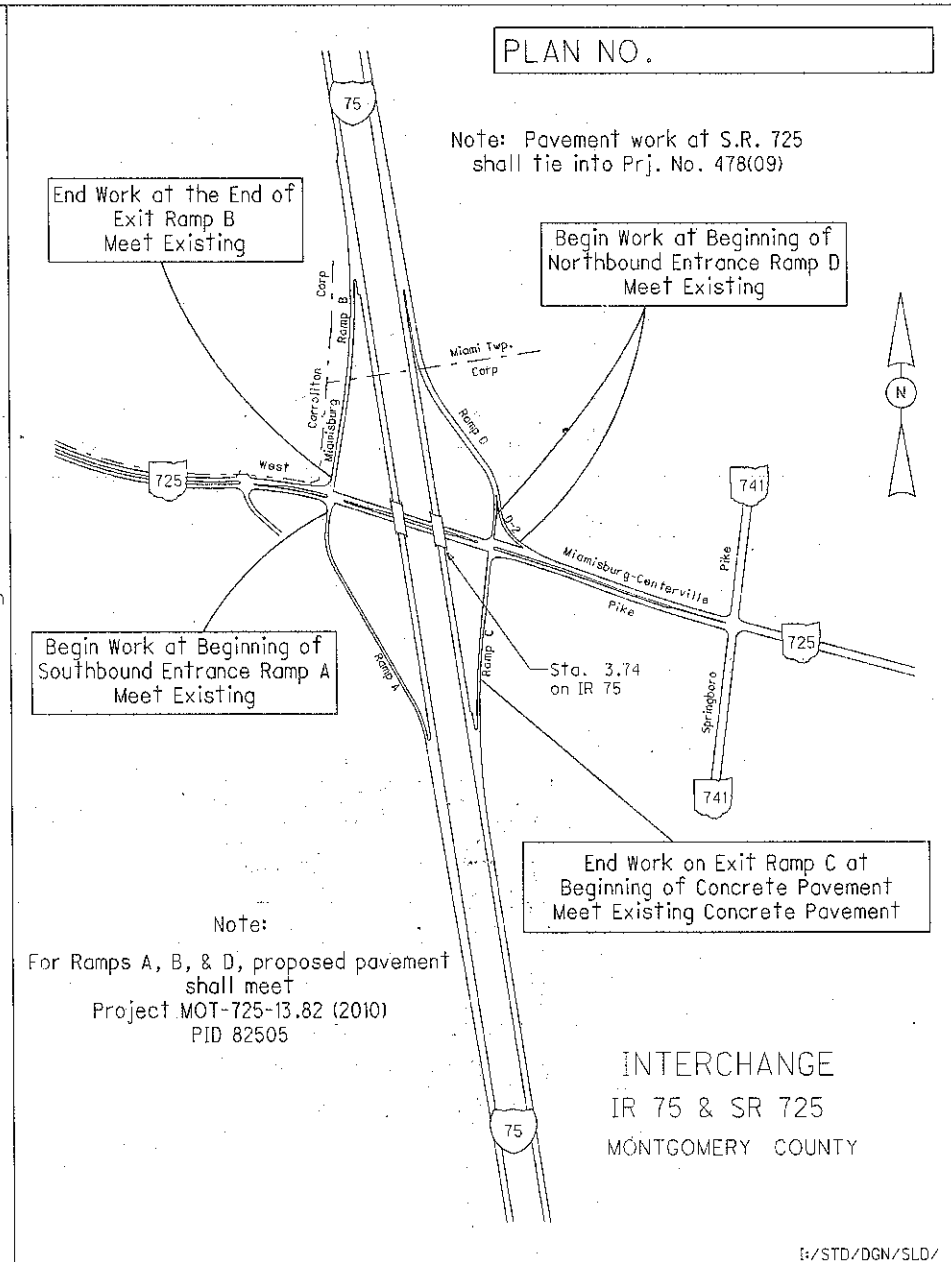 PLAN NO.
75
Note: Pavement work at S.R. 725
shall tie into Prj. No. 478(09)
End Work at the End of
Exit Ramp B
Meet Existing
Begin Work at Beginning of
Northbound Entrance Ramp D
Meet Existing
Corp
Ramp B
Carrollton
Miamisburg
Miami Twp.
Corp
Ramp D
N
West
725
741
D-2
Miamisburg-Centerville
Pike
Pike
725
Begin Work at Beginning of
Southbound Entrance Ramp A
Meet Existing
Ramp A
Ramp C
Sta. 3.74
on IR 75
Springboro
741
End Work on Exit Ramp C at
Beginning of Concrete Pavement
Meet Existing Concrete Pavement
Note:
For Ramps A, B, & D, proposed pavement
shall meet
Project MOT-725-13.82 (2010)
PID 82505
INTERCHANGE
IR 75 & SR 725
MONTGOMERY COUNTY
75
I:/STD/DGN/SLD/